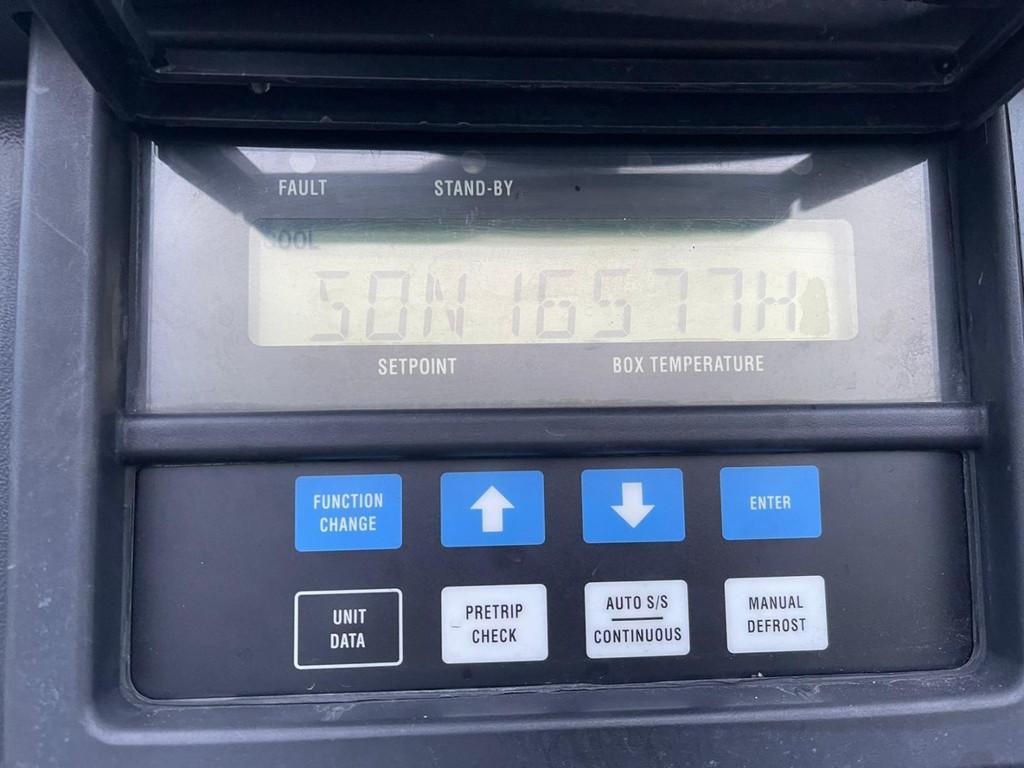 FAULT STAND-BY
COOL
SON 16577H
SETPOINT BOX TEMPERATURE
FUNCTION
CHANGE
ENTER
UNIT
DATA
PRETRIP
CHECK
AUTO S/S
CONTINUOUS
MANUAL
DEFROST